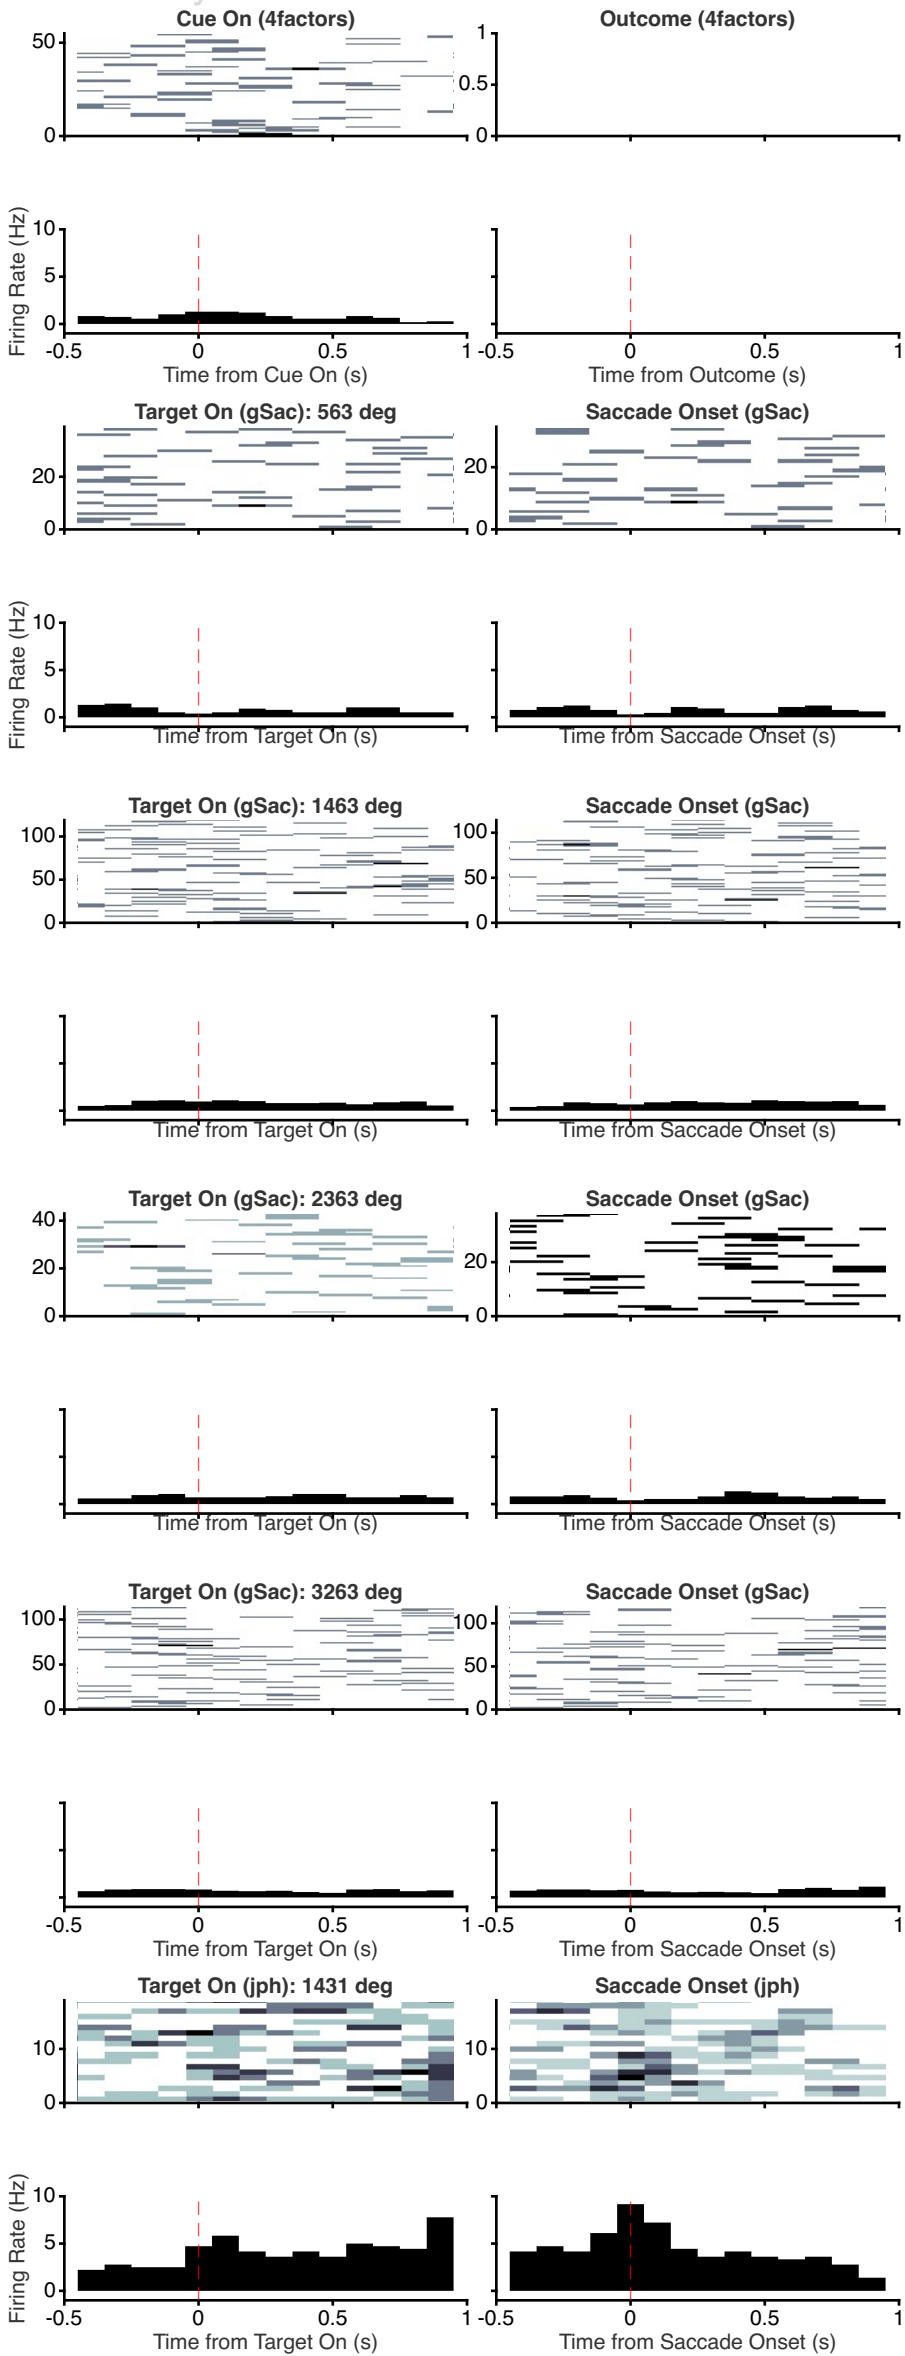 Cue On (4factors) Outcome (4factors)
50
0
1
0.5
0
Firing Rate (Hz)
10
5
0
-0.5 0 0.5 1 -0.5 0 0.5 1
Time from Cue On (s) Time from Outcome (s)
Target On (gSac): 563 deg Saccade Onset (gSac)
20
0
20
0
Firing Rate (Hz)
10
5
0
Time from Target On (s) Time from Saccade Onset (s)
Target On (gSac): 1463 deg Saccade Onset (gSac)
100
50
0
100
50
0
Time from Target On (s) Time from Saccade Onset (s)
Target On (gSac): 2363 deg Saccade Onset (gSac)
40
20
0
20
0
Time from Target On (s) Time from Saccade Onset (s)
Target On (gSac): 3263 deg Saccade Onset (gSac)
100
50
0
100
50
0
-0.5 0 0.5 1 -0.5 0 0.5 1
Time from Target On (s) Time from Saccade Onset (s)
Target On (jph): 1431 deg Saccade Onset (jph)
10
0
10
0
Firing Rate (Hz)
10
5
0
-0.5 0 0.5 1 -0.5 0 0.5 1
Time from Target On (s) Time from Saccade Onset (s)